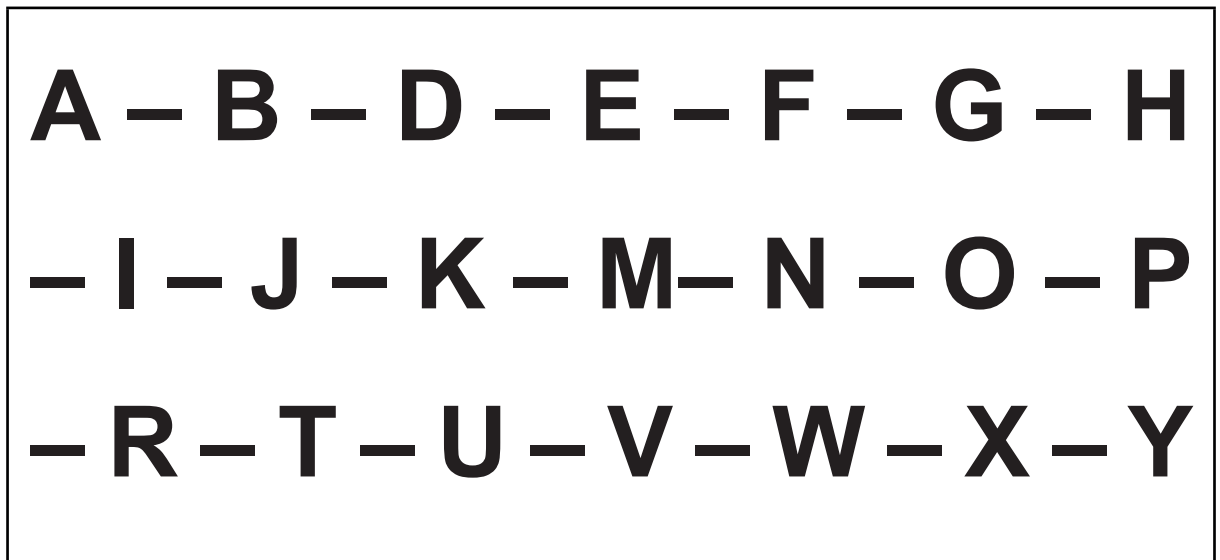 A – B – D – E – F – G – H
– I – J – K – M – N – O – P
– R – T – U – V – W – X – Y